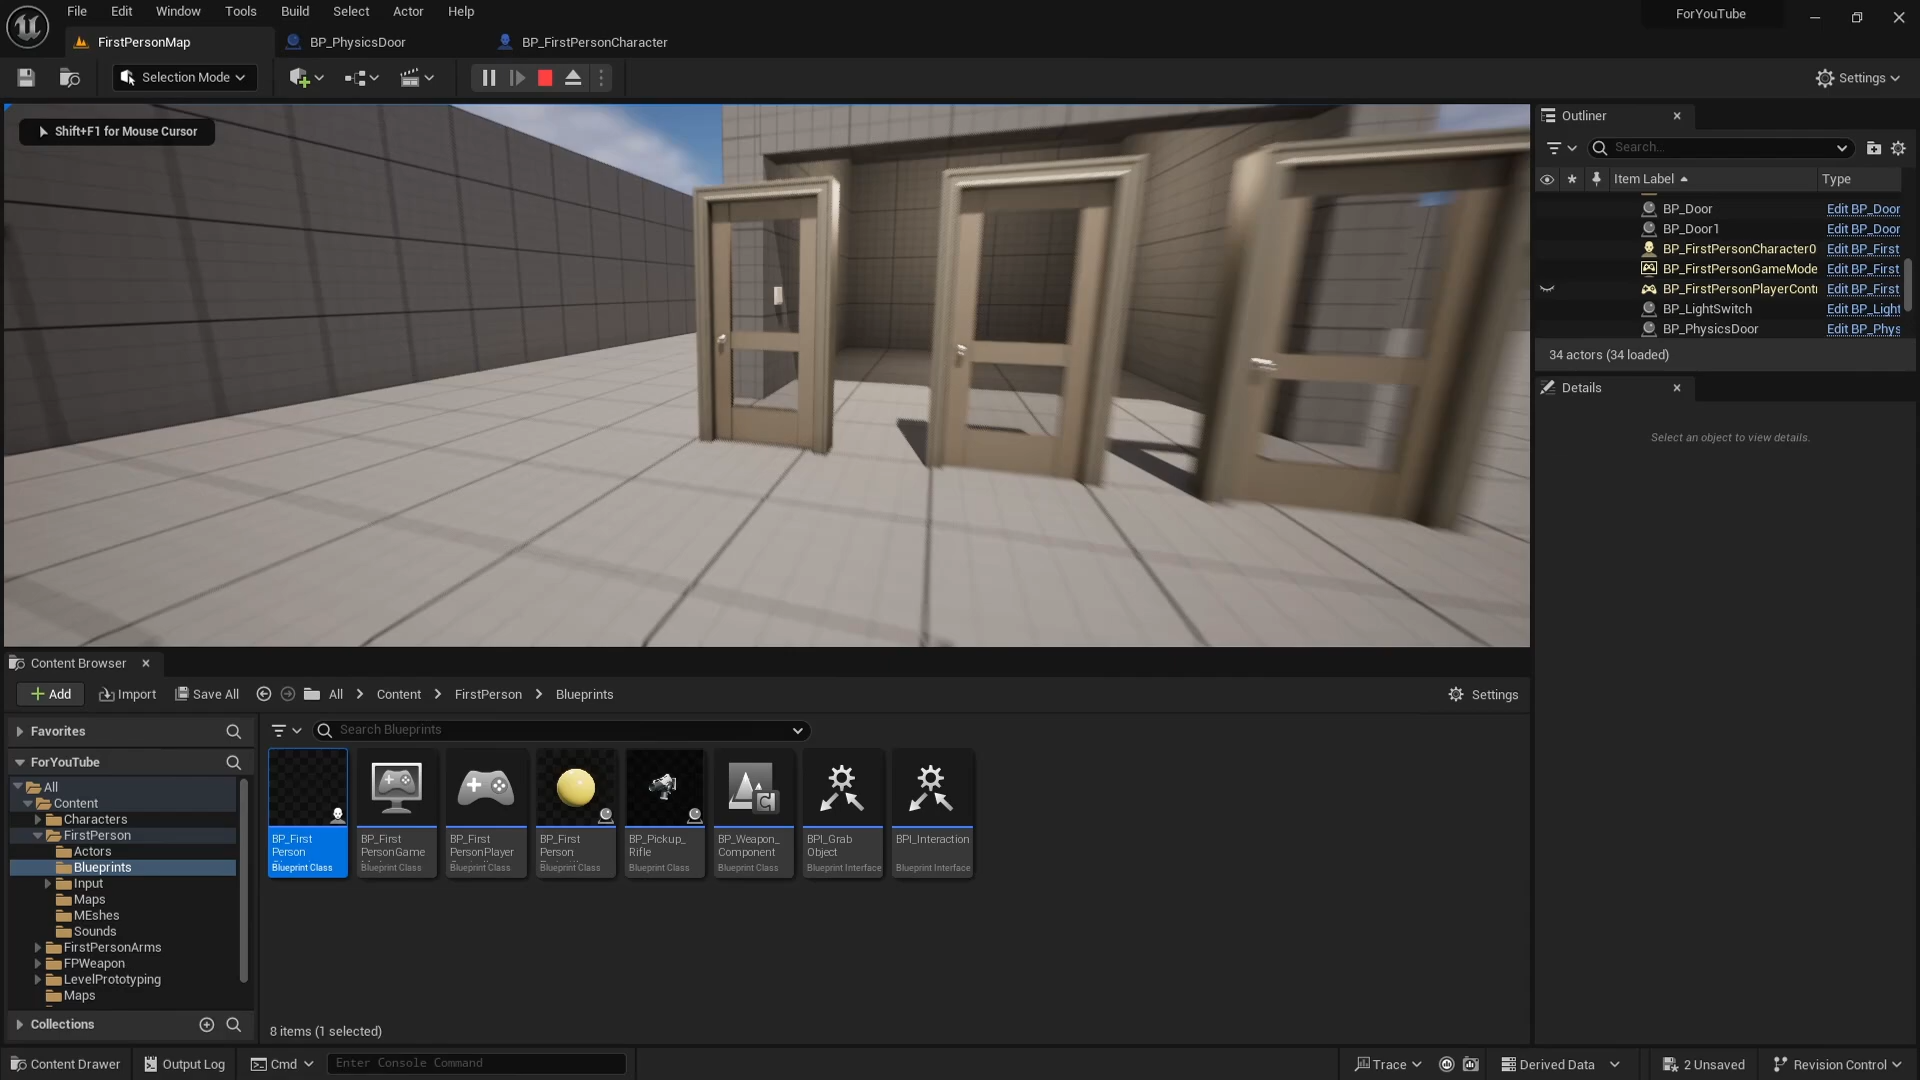 File Edit Window Tools Build Select Actor Help
ForYouTube
FirstPersonMap
BP_PhysicsDoor
BP_FirstPersonCharacter
Selection Mode
Settings
Shift+F1 for Mouse Cursor
Outliner
Search...
Item Label
Type
BP_Door
Edit BP_Door
BP_Door1
Edit BP_Door
BP_FirstPersonCharacter0
Edit BP_First
BP_FirstPersonGameMode
Edit BP_First
BP_FirstPersonPlayerContr
Edit BP_First
BP_LightSwitch
Edit BP_Light
BP_PhysicsDoor
Edit BP_Phys
34 actors (34 loaded)
Details
Select an object to view details.
Content Browser
Add
Import
Save All
All
Content
FirstPerson
Blueprints
Settings
Favorites
Search Blueprints
ForYouTube
All
Content
Characters
FirstPerson
Actors
Blueprints
Input
Maps
MEshes
Sounds
FirstPersonArms
FPWeapon
LevelPrototyping
Maps
Collections
BP_First
Person
Blueprint Class
BP_First
PersonGame
Blueprint Class
BP_First
PersonPlayer
Blueprint Class
BP_First
Person
Blueprint Class
BP_Pickup_
Rifle
Blueprint Class
BP_Weapon_
Component
Blueprint Class
BPI_Grab
Object
Blueprint Interface
BPI_Interaction
Blueprint Interface
8 items (1 selected)
Content Drawer
Output Log
Cmd
Enter Console Command
Trace
Derived Data
2 Unsaved
Revision Control